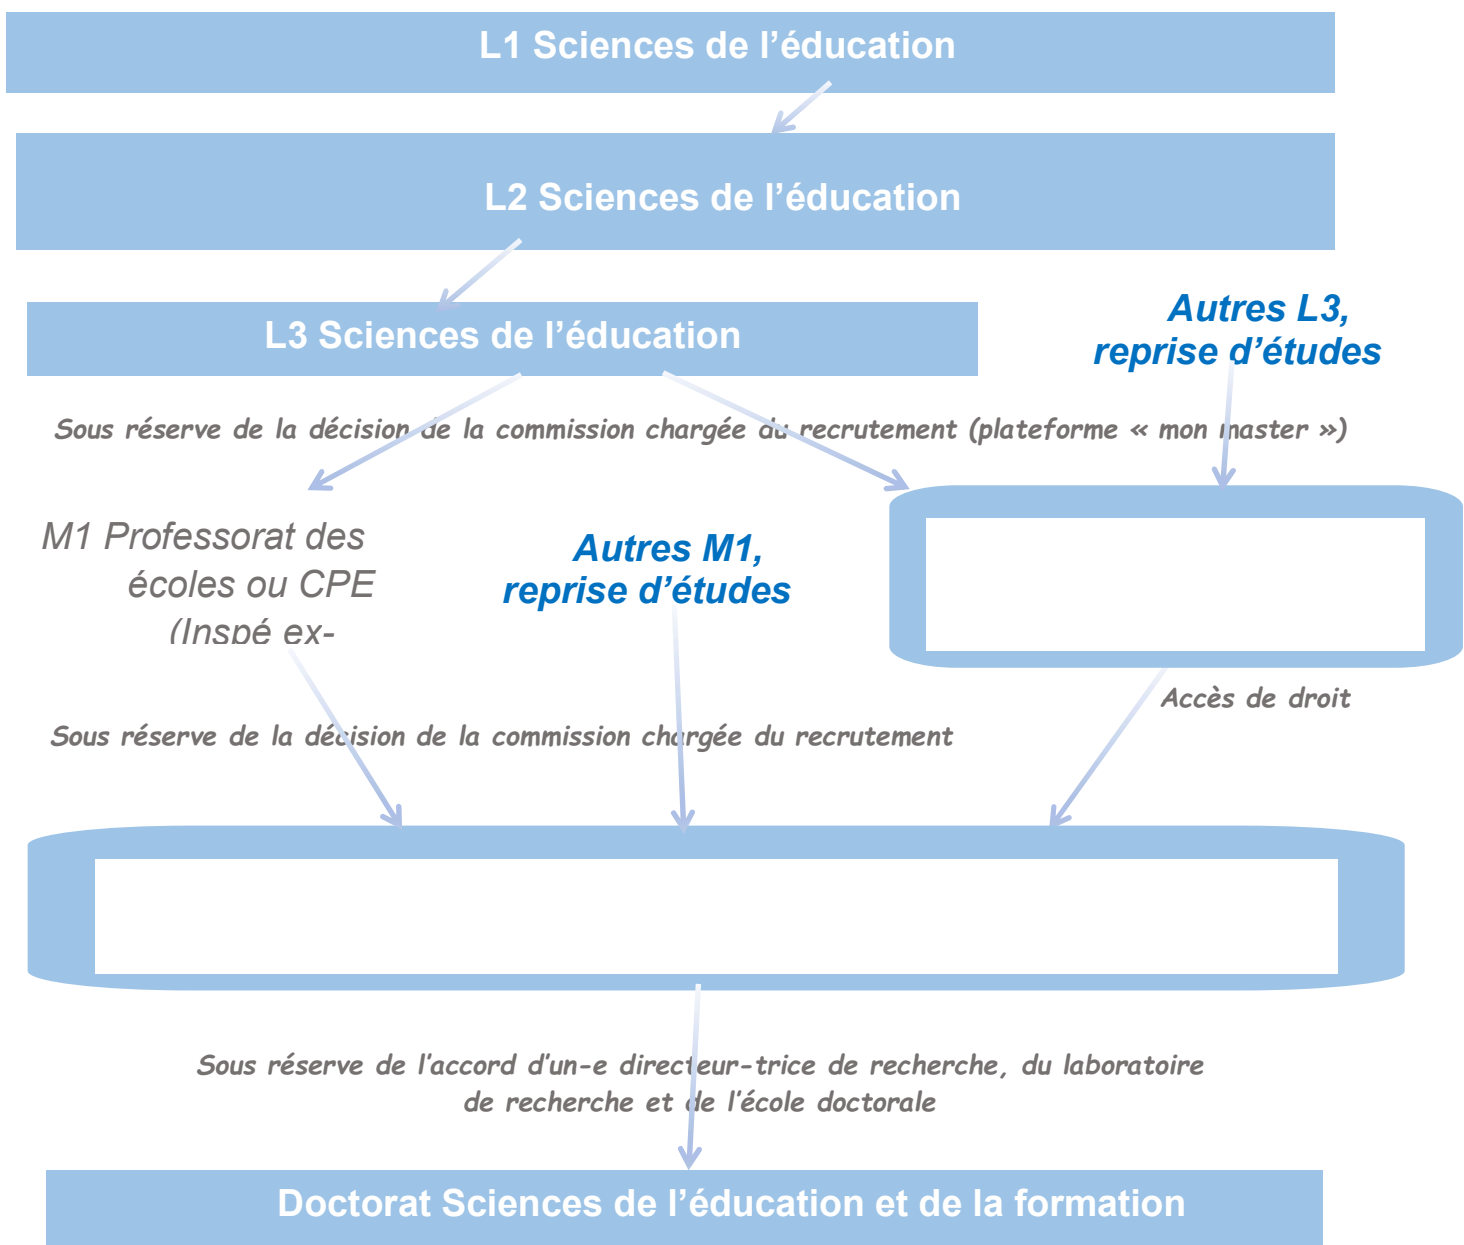 L1 Sciences de l’éducation
L2 Sciences de l’éducation
L3 Sciences de l’éducation
Autres L3,
reprise d’études
Sous réserve de la décision de la commission chargée du recrutement (plateforme « mon master »)
M1 Professorat des
écoles ou CPE
(Inspé ex-
Autres M1,
reprise d’études
Accès de droit
Sous réserve de la décision de la commission chargée du recrutement
Sous réserve de l’accord d’un-e directeur-trice de recherche, du laboratoire
de recherche et de l’école doctorale
Doctorat Sciences de l’éducation et de la formation